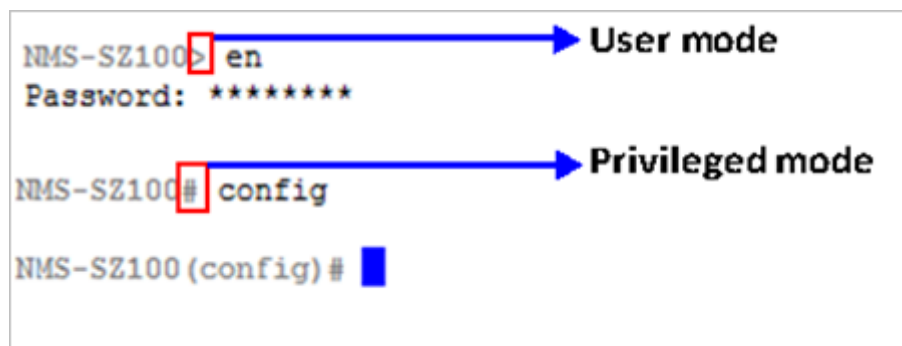 NMS-SZ100> en User mode
Password: ********
NMS-SZ100# config Privileged mode
NMS-SZ100(config)#